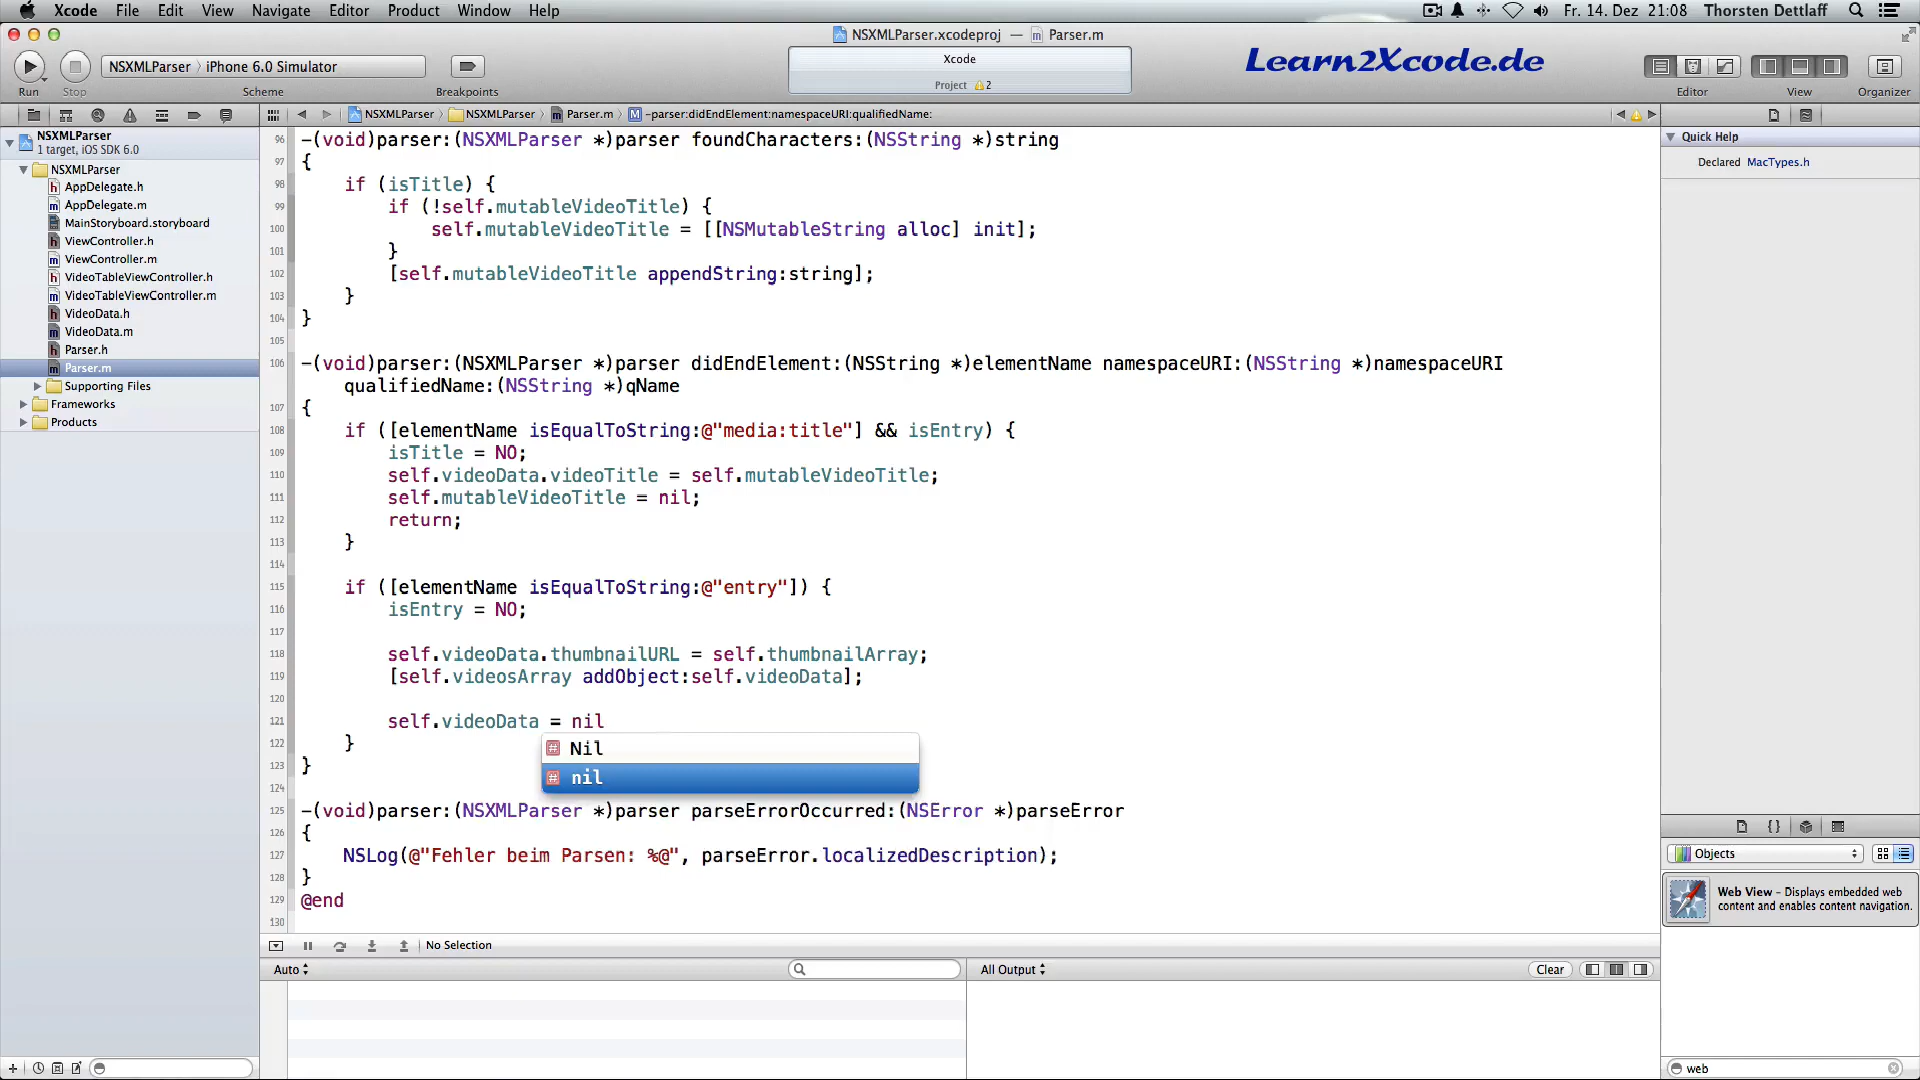 Xcode File Edit View Navigate Editor Product Window Help Fr. 14. Dez 21:08 Thorsten Dettlaff
NSXMLParser.xcodeproj — Parser.m
NSXMLParser iPhone 6.0 Simulator
Xcode
Project 2
Learn2Xcode.de
Run Stop Scheme Breakpoints Editor View Organizer
NSXMLParser NSXMLParser Parser.m M -parser:didEndElement:namespaceURI:qualifiedName:
NSXMLParser
1 target, iOS SDK 6.0
NSXMLParser
h AppDelegate.h
m AppDelegate.m
MainStoryboard.storyboard
h ViewController.h
m ViewController.m
h VideoTableViewController.h
m VideoTableViewController.m
h VideoData.h
m VideoData.m
h Parser.h
m Parser.m
Supporting Files
Frameworks
Products
96 -(void)parser:(NSXMLParser *)parser foundCharacters:(NSString *)string
97 {
98 if (isTitle) {
99 if (!self.mutableVideoTitle) {
100 self.mutableVideoTitle = [[NSMutableString alloc] init];
101 }
102 [self.mutableVideoTitle appendString:string];
103 }
104 }
105
106 -(void)parser:(NSXMLParser *)parser didEndElement:(NSString *)elementName namespaceURI:(NSString *)namespaceURI
qualifiedName:(NSString *)qName
107 {
108 if ([elementName isEqualToString:@"media:title"] && isEntry) {
109 isTitle = NO;
110 self.videoData.videoTitle = self.mutableVideoTitle;
111 self.mutableVideoTitle = nil;
112 return;
113 }
114
115 if ([elementName isEqualToString:@"entry"]) {
116 isEntry = NO;
117
118 self.videoData.thumbnailURL = self.thumbnailArray;
119 [self.videosArray addObject:self.videoData];
120
121 self.videoData = nil
122 }
# Nil
123 }
# nil
124
125 -(void)parser:(NSXMLParser *)parser parseErrorOccurred:(NSError *)parseError
126 {
127 NSLog(@"Fehler beim Parsen: %@", parseError.localizedDescription);
128 }
129 @end
130
No Selection
Auto
All Output
Clear
Quick Help
Declared MacTypes.h
{ }
Objects
Web View - Displays embedded web
content and enables content navigation.
web